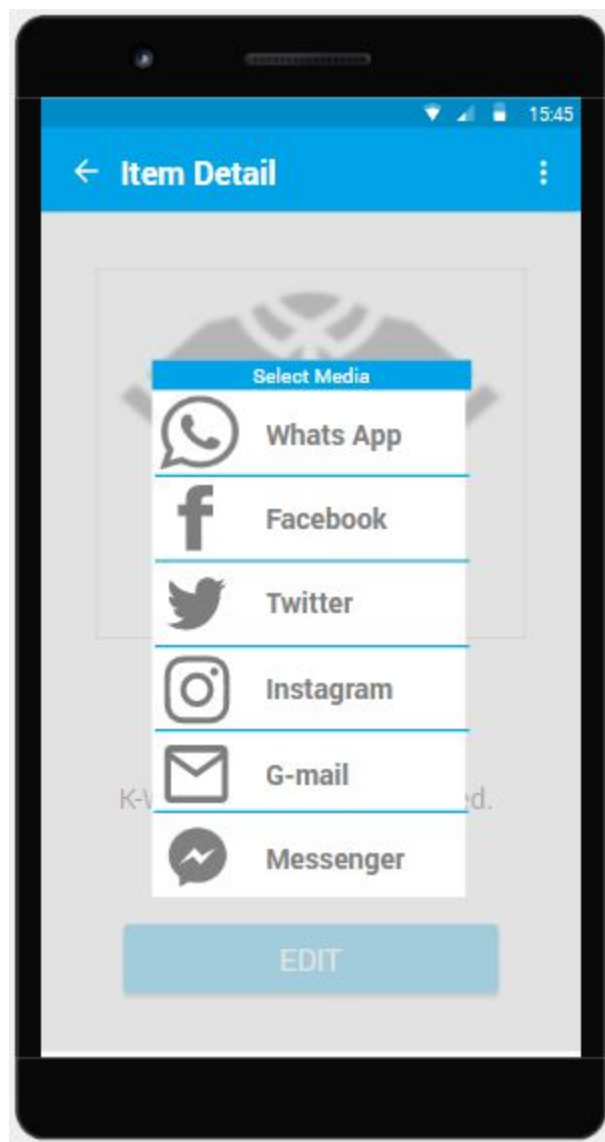 15:45
Item Detail
Select Media
Whats App
Facebook
Twitter
Instagram
G-mail
Messenger
EDIT